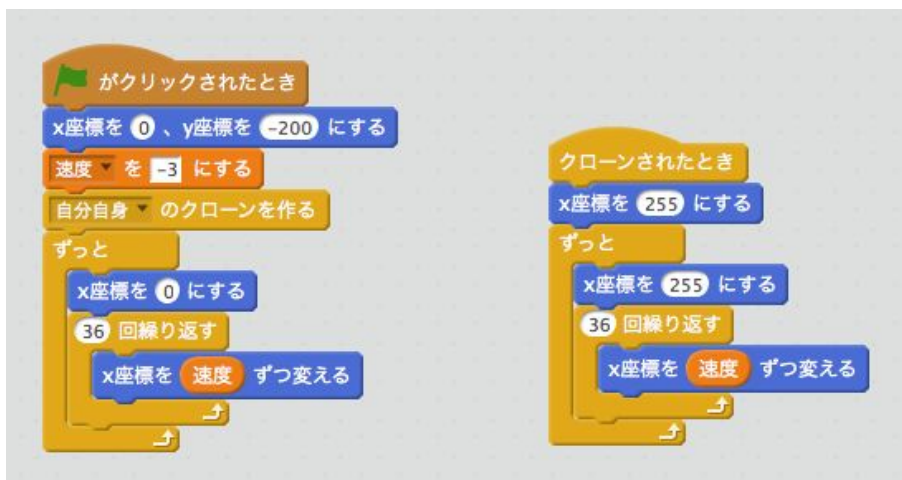 がクリックされたとき
x座標を 0 、y座標を -200 にする
速度 を -3 にする
自分自身 のクローンを作る
ずっと
x座標を 0 にする
36 回繰り返す
x座標を 速度 ずつ変える
クローンされたとき
x座標を 255 にする
ずっと
x座標を 255 にする
36 回繰り返す
x座標を 速度 ずつ変える